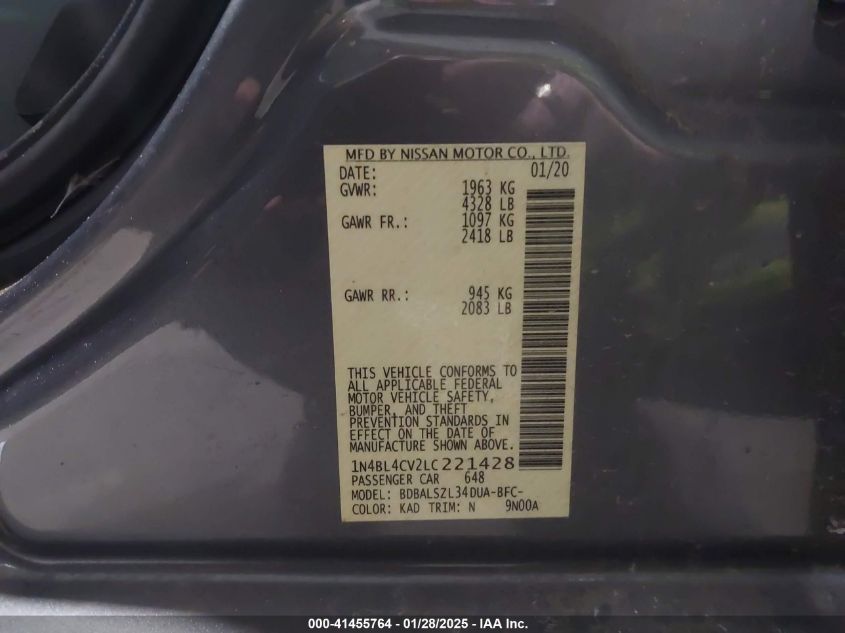 MFD BY NISSAN MOTOR CO., LTD.
DATE: 01/20
GVWR: 1963 KG
4328 LB
GAWR FR.: 1097 KG
2418 LB
GAWR RR.: 945 KG
2083 LB
THIS VEHICLE CONFORMS TO
ALL APPLICABLE FEDERAL
MOTOR VEHICLE SAFETY,
BUMPER, AND THEFT
PREVENTION STANDARDS IN
EFFECT ON THE DATE OF
MANUFACTURE SHOWN ABOVE.
1N4BL4CV2LC221428
PASSENGER CAR 648
MODEL: BDBALSZL34DUA-BFC-
COLOR: KAD TRIM: N 9N00A
000-41455764 - 01/28/2025 - IAA Inc.